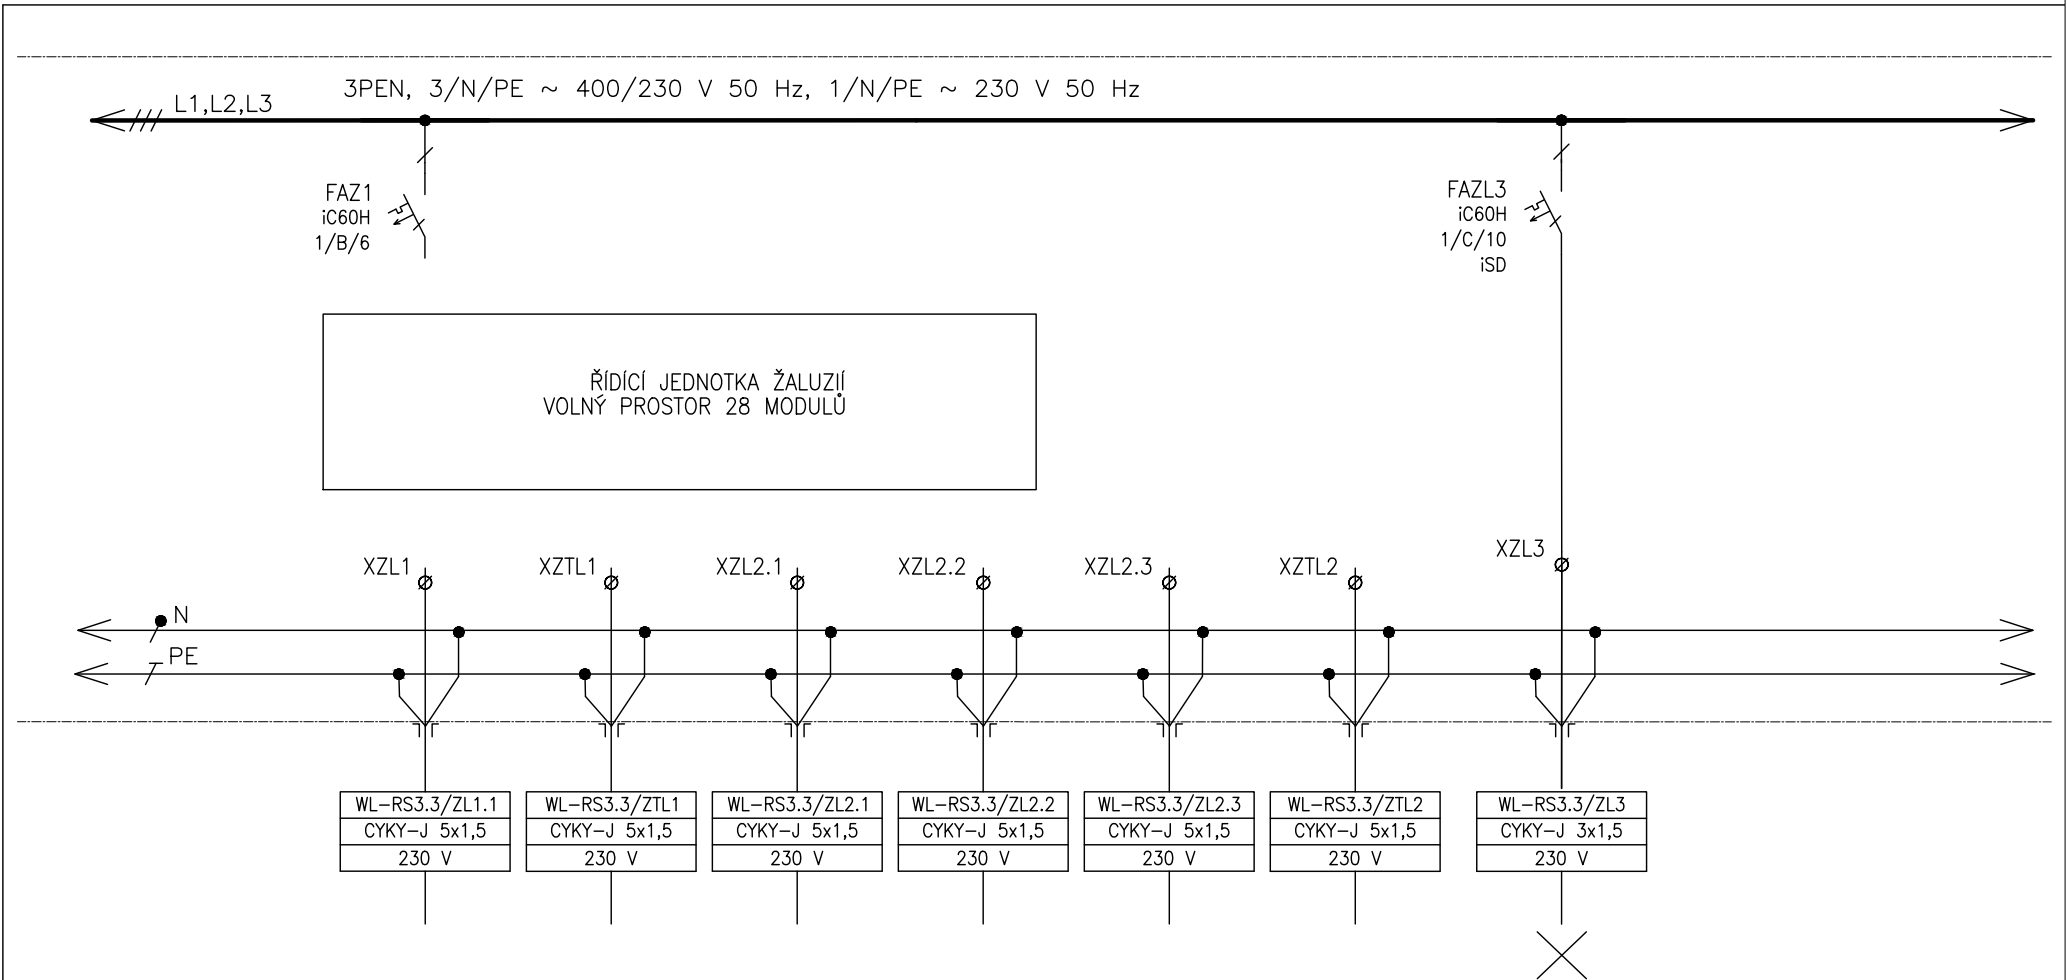 3PEN, 3/N/PE ~ 400/230 V 50 Hz, 1/N/PE ~ 230 V 50 Hz
L1,L2,L3
FAZ1
iC60H
1/B/6
FAZL3
iC60H
1/C/10
iSD
ŘÍDÍCÍ JEDNOTKA ŽALUZIÍ
VOLNÝ PROSTOR 28 MODULŮ
XZL1
XZTL1
XZL2.1
XZL2.2
XZL2.3
XZTL2
XZL3
N
PE
WL-RS3.3/ZL1.1
CYKY-J 5x1,5
230 V
WL-RS3.3/ZTL1
CYKY-J 5x1,5
230 V
WL-RS3.3/ZL2.1
CYKY-J 5x1,5
230 V
WL-RS3.3/ZL2.2
CYKY-J 5x1,5
230 V
WL-RS3.3/ZL2.3
CYKY-J 5x1,5
230 V
WL-RS3.3/ZTL2
CYKY-J 5x1,5
230 V
WL-RS3.3/ZL3
CYKY-J 3x1,5
230 V